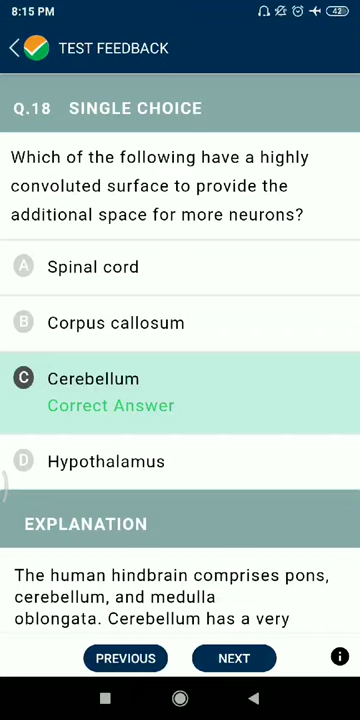 8:15 PM
42
TEST FEEDBACK
Q.18 SINGLE CHOICE
Which of the following have a highly
convoluted surface to provide the
additional space for more neurons?
A Spinal cord
B Corpus callosum
C Cerebellum
Correct Answer
D Hypothalamus
EXPLANATION
The human hindbrain comprises pons,
cerebellum, and medulla
oblongata. Cerebellum has a very
PREVIOUS
NEXT